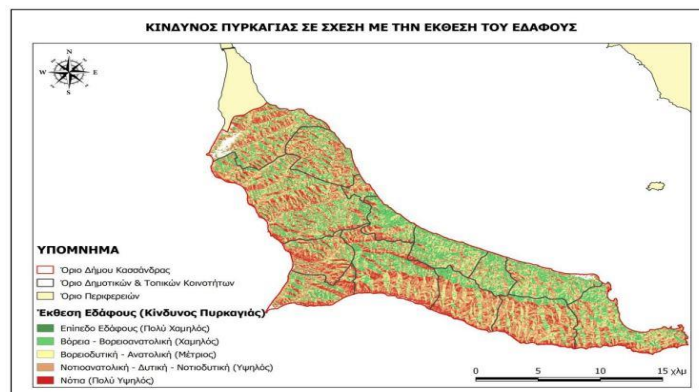 ΚΙΝΔΥΝΟΣ ΠΥΡΚΑΓΙΑΣ ΣΕ ΣΧΕΣΗ ΜΕ ΤΗΝ ΕΚΘΕΣΗ ΤΟΥ ΕΔΑΦΟΥΣ
N
W E
S
ΥΠΟΜΝΗΜΑ
Όριο Δήμου Κασσάνδρας
Όριο Δημοτικών & Τοπικών Κοινοτήτων
Όριο Περιφερειών
Έκθεση Εδάφους (Κίνδυνος Πυρκαγιάς)
Επίπεδο Εδάφους (Πολύ Χαμηλός)
Βόρεια - Βορειοανατολική (Χαμηλός)
Βορειοδυτική - Ανατολική (Μέτριος)
Νοτιοανατολική - Δυτική - Νοτιοδυτική (Υψηλός)
Νότια (Πολύ Υψηλός)
0 5 10 15 χλμ